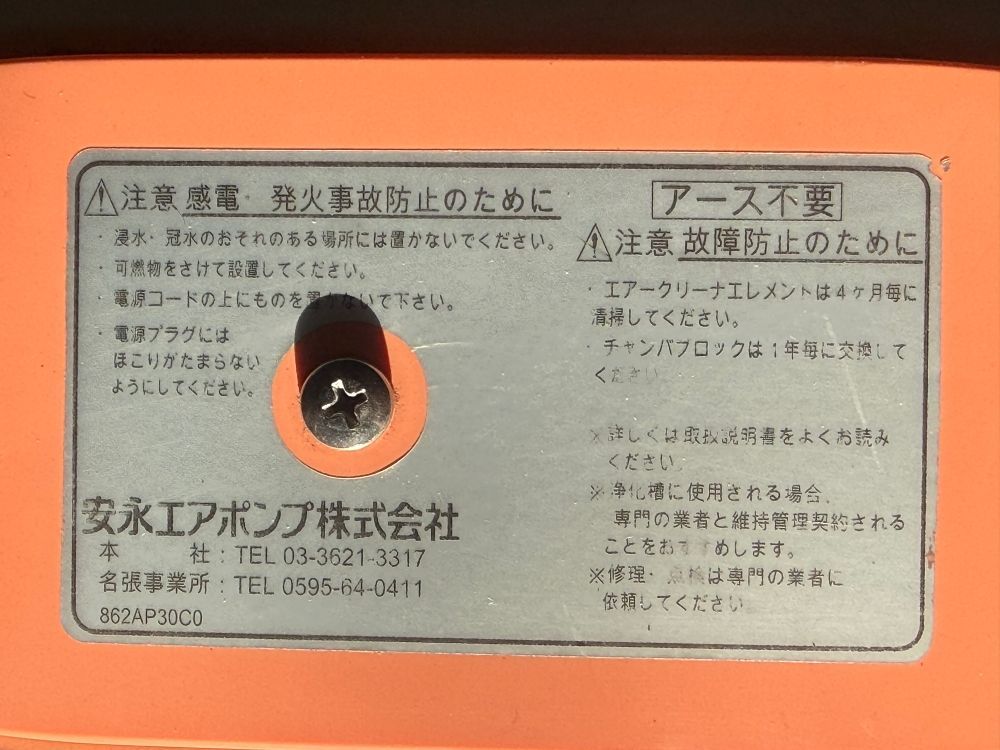 ⚠注意 感電・発火事故防止のために
・浸水・冠水のおそれのある場所には置かないでください。
・可燃物をさけて設置してください。
・電源コードの上にものを置かないで下さい。
・電源プラグには
ほこりがたまらない
ようにしてください。
安永エアポンプ株式会社
本　　　社：TEL 03-3621-3317
名張事業所：TEL 0595-64-0411
862AP30C0
アース不要
⚠注意 故障防止のために
・エアークリーナエレメントは4ヶ月毎に
清掃してください。
・チャンバブロックは1年毎に交換して
ください
※詳しくは取扱説明書をよくお読み
ください。
※浄化槽に使用される場合、
専門の業者と維持管理契約される
ことをおすすめします。
※修理・点検は専門の業者に
依頼してください